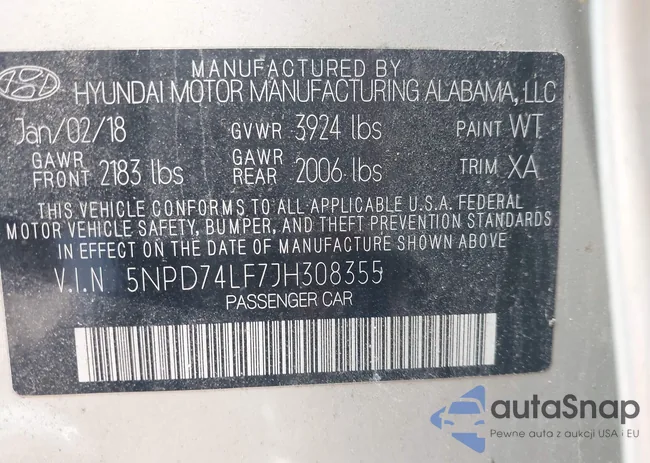 MANUFACTURED BY
HYUNDAI MOTOR MANUFACTURING ALABAMA, LLC
Jan/02/18 GVWR 3924 lbs PAINT WT
GAWR FRONT 2183 lbs GAWR REAR 2006 lbs TRIM XA
THIS VEHICLE CONFORMS TO ALL APPLICABLE U.S.A. FEDERAL
MOTOR VEHICLE SAFETY, BUMPER, AND THEFT PREVENTION STANDARDS
IN EFFECT ON THE DATE OF MANUFACTURE SHOWN ABOVE
V.I.N 5NPD74LF7JH308355
PASSENGER CAR
autaSnap
Pewne auta z aukcji USA i EU